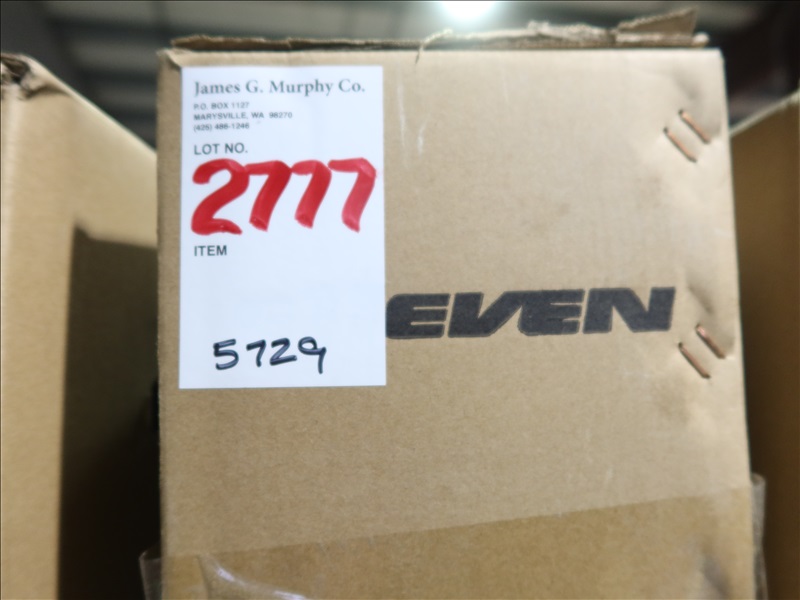 James G. Murphy Co.
P.O. BOX 1127
MARYSVILLE, WA 98270
(425) 486-1246
LOT NO.
2777
ITEM
EVEN
5729